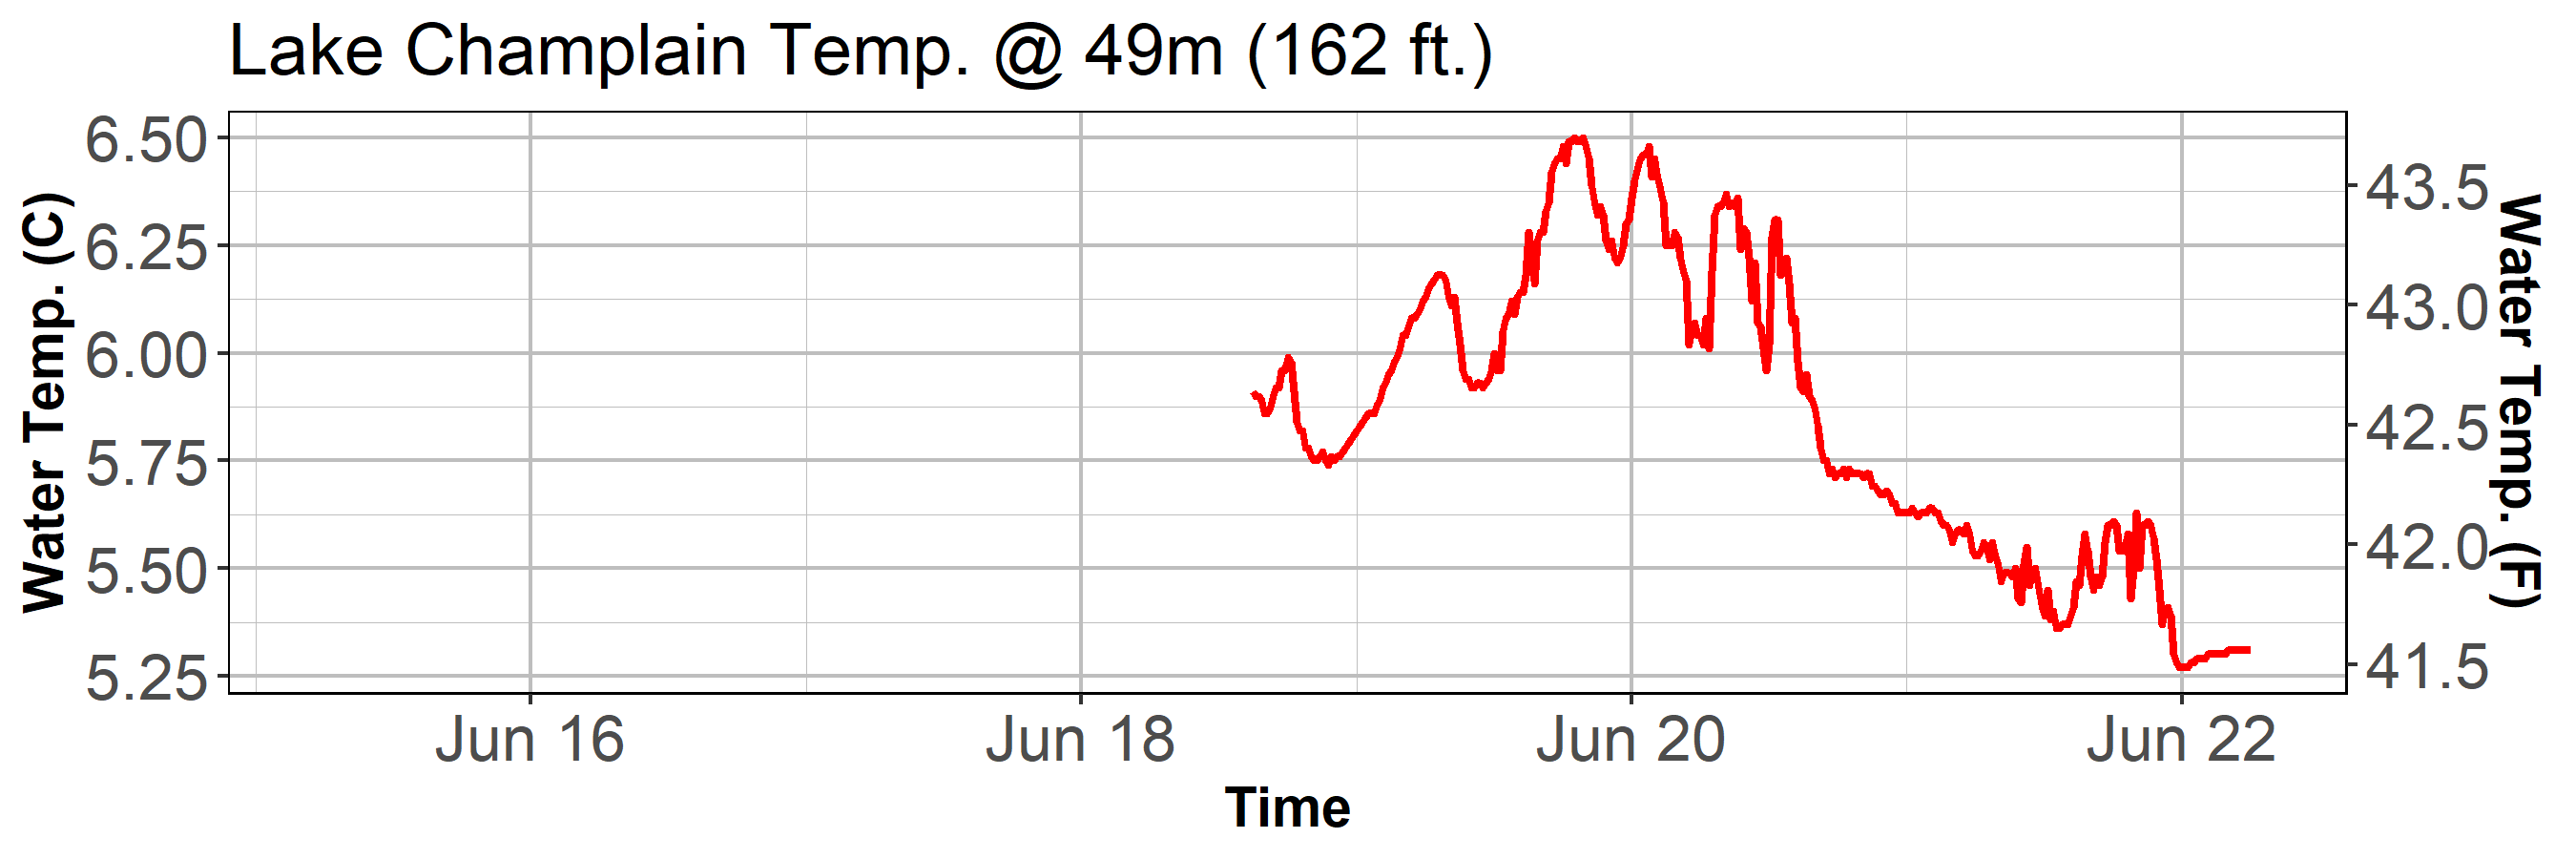 Lake Champlain Temp. @ 49m (162 ft.)
Water Temp. (C)
6.50
6.25
6.00
5.75
5.50
5.25
43.5
43.0
42.5
42.0
41.5
Water Temp. (F)
Jun 16
Jun 18
Jun 20
Jun 22
Time